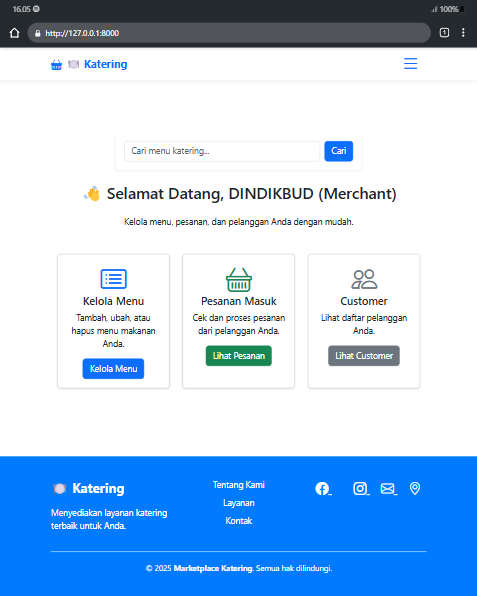 16.05
100%
http://127.0.0.1:8000
1
Katering
Cari menu katering...
Cari
Selamat Datang, DINDIKBUD (Merchant)
Kelola menu, pesanan, dan pelanggan Anda dengan mudah.
Kelola Menu
Tambah, ubah, atau
hapus menu makanan
Anda.
Kelola Menu
Pesanan Masuk
Cek dan proses pesanan
dari pelanggan Anda.
Lihat Pesanan
Customer
Lihat daftar pelanggan
Anda.
Lihat Customer
Katering
Menyediakan layanan katering
terbaik untuk Anda.
Tentang Kami
Layanan
Kontak
© 2025 Marketplace Katering. Semua hak dilindungi.